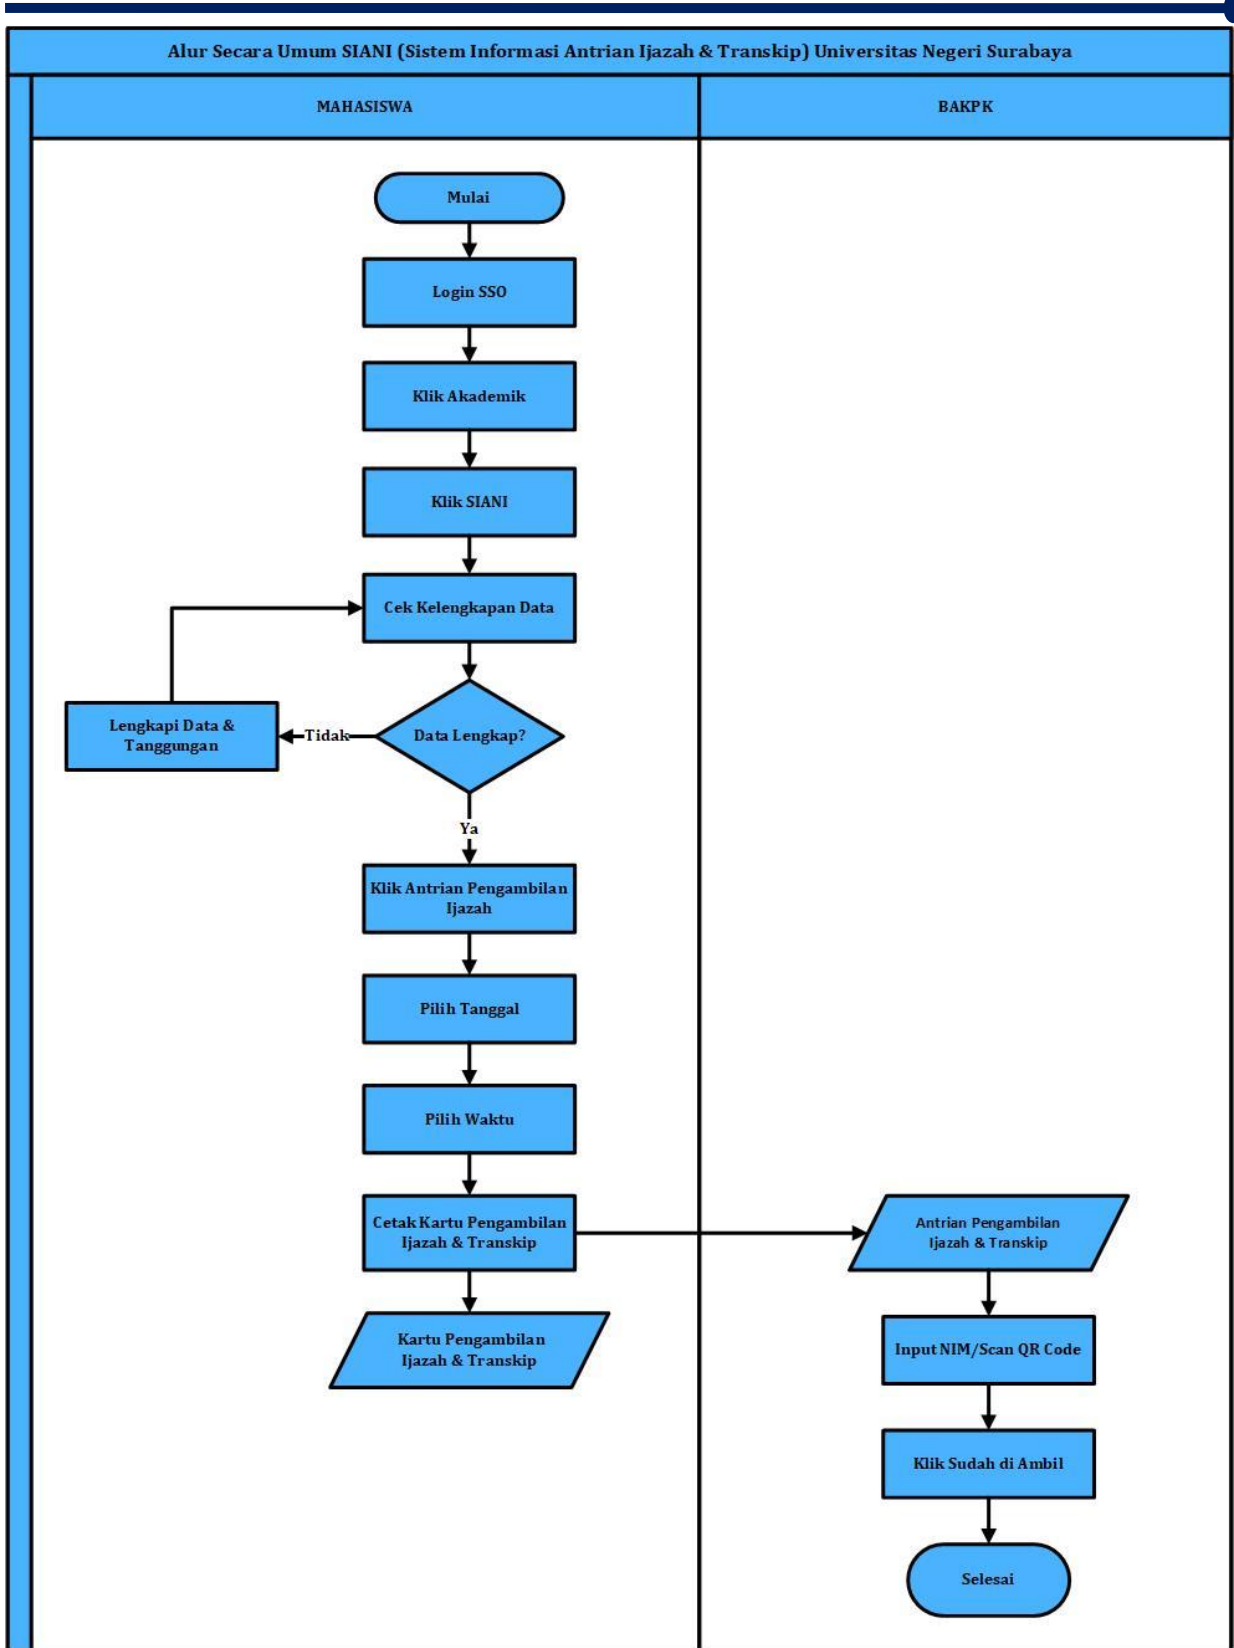 Alur Secara Umum SIANI (Sistem Informasi Antrian Ijazah & Transkip) Universitas Negeri Surabaya
MAHASISWA
BAKPK
Mulai
Login SSO
Klik Akademik
Klik SIANI
Cek Kelengkapan Data
Data Lengkap?
Tidak
Lengkapi Data &
Tanggungan
Ya
Klik Antrian Pengambilan
Ijazah
Pilih Tanggal
Pilih Waktu
Cetak Kartu Pengambilan
Ijazah & Transkip
Kartu Pengambilan
Ijazah & Transkip
Antrian Pengambilan
Ijazah & Transkip
Input NIM/Scan QR Code
Klik Sudah di Ambil
Selesai